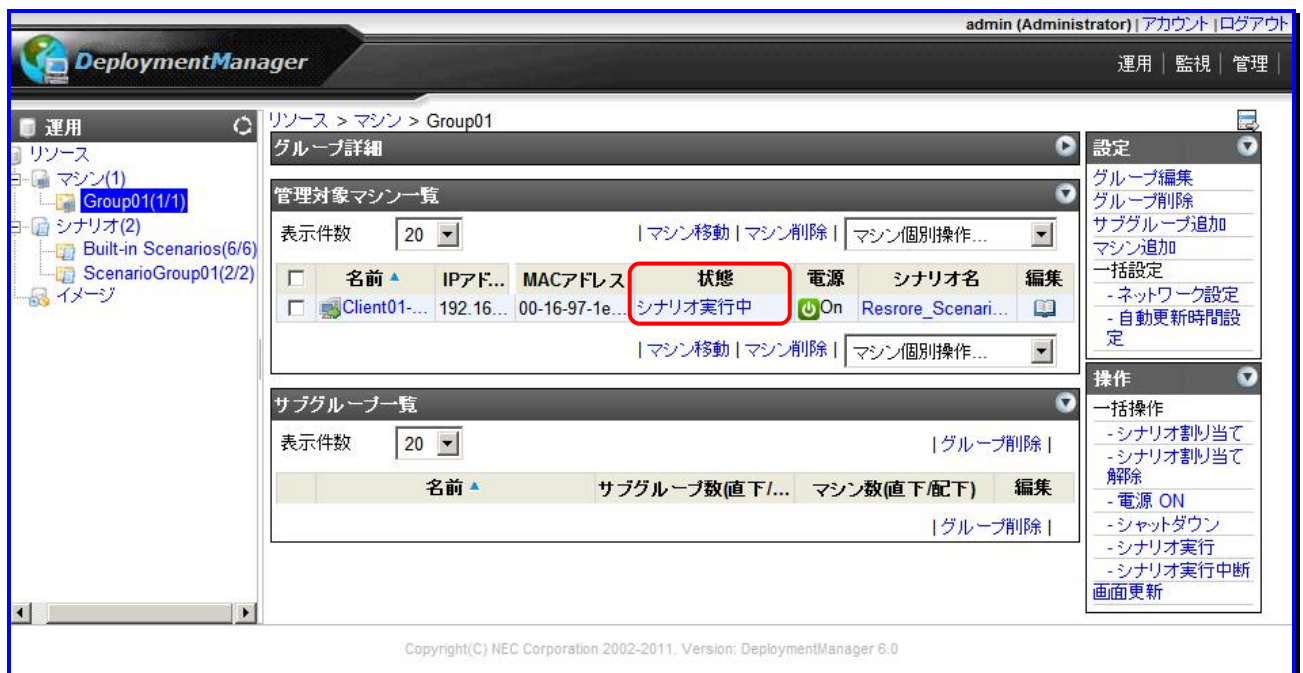 admin (Administrator) | アカウント | ログアウト
DeploymentManager
運用 | 監視 | 管理 |
運用
リソース
マシン(1)
Group01(1/1)
シナリオ(2)
Built-in Scenarios(6/6)
ScenarioGroup01(2/2)
イメージ
リソース > マシン > Group01
グループ詳細
管理対象マシン一覧
表示件数 20 | マシン移動 | マシン削除 | マシン個別操作...
名前 IPアド... MACアドレス 状態 電源 シナリオ名 編集
Client01-... 192.16... 00-16-97-1e... シナリオ実行中 On Resrore_Scenari...
| マシン移動 | マシン削除 | マシン個別操作...
サブグループ一覧
表示件数 20 | グループ削除 |
名前 サブグループ数(直下/... マシン数(直下/配下) 編集
| グループ削除 |
設定
グループ編集
グループ削除
サブグループ追加
マシン追加
一括設定
- ネットワーク設定
- 自動更新時間設
定
操作
一括操作
- シナリオ割り当て
- シナリオ割り当て
解除
- 電源 ON
- シャットダウン
- シナリオ実行
- シナリオ実行中断
画面更新
Copyright(C) NEC Corporation 2002-2011. Version: DeploymentManager 6.0